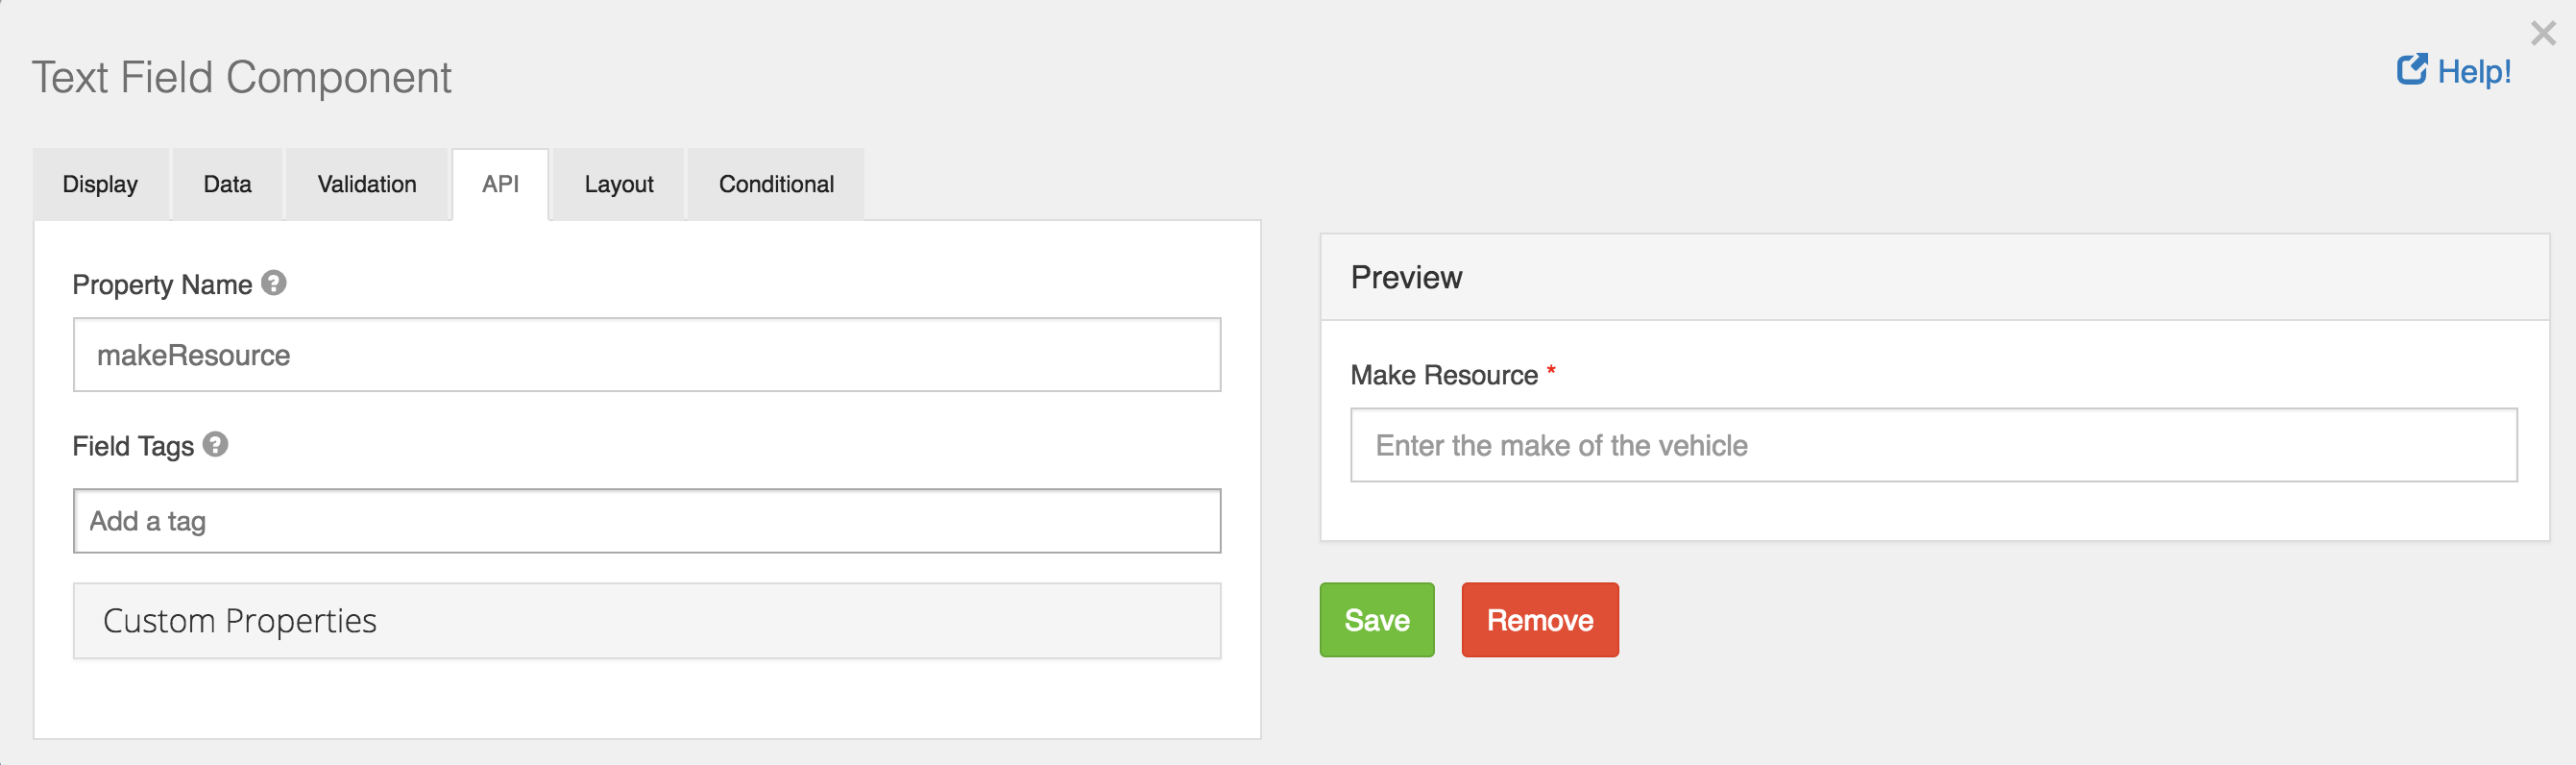 Text Field Component
Help!
Display Data Validation API Layout Conditional
Property Name
makeResource
Field Tags
Add a tag
Custom Properties
Preview
Make Resource *
Enter the make of the vehicle
Save Remove